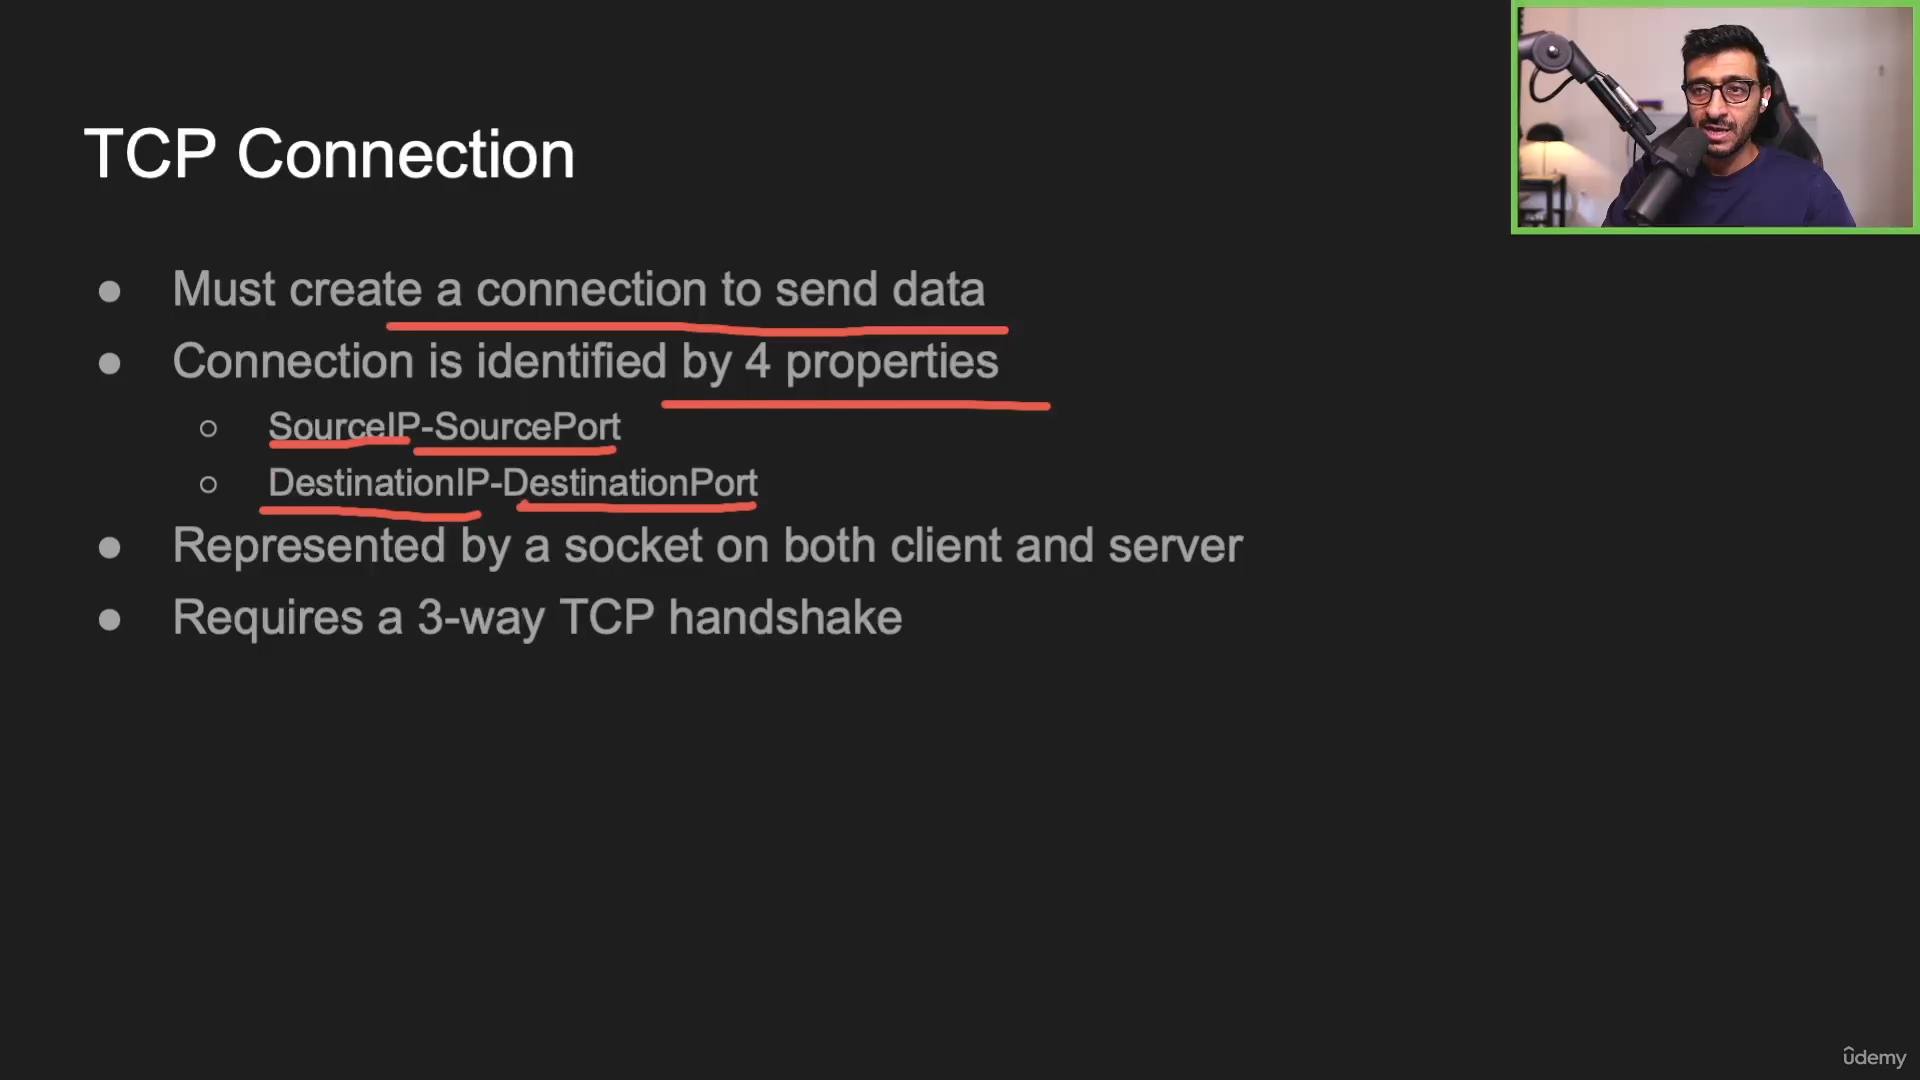 TCP Connection
● Must create a connection to send data
● Connection is identified by 4 properties
○ SourceIP-SourcePort
○ DestinationIP-DestinationPort
● Represented by a socket on both client and server
● Requires a 3-way TCP handshake
ûdemy